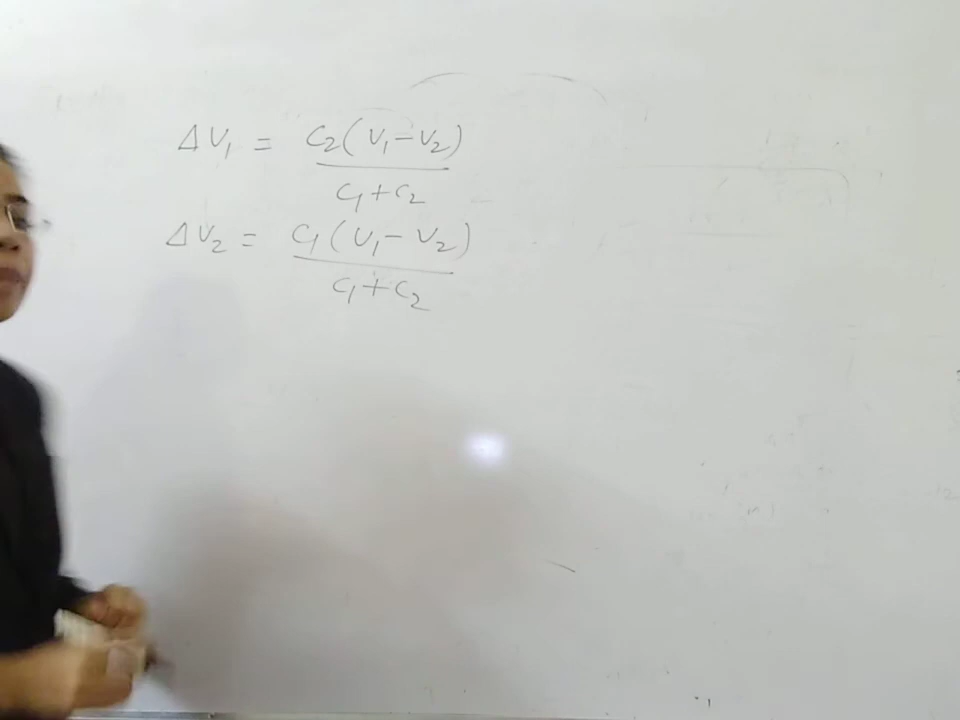 ΔV₁ = C₂(V₁−V₂)
C₁+C₂
ΔV₂ = C₁(V₁−V₂)
C₁+C₂